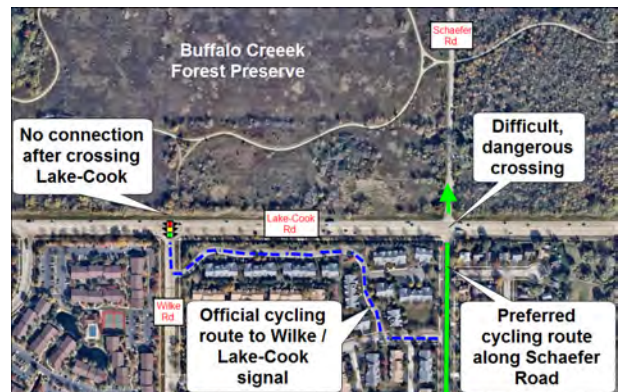 Schaefer
Rd
Buffalo Creeek
Forest Preserve
No connection
after crossing
Lake-Cook
Difficult,
dangerous
crossing
Lake-Cook
Rd
Wilke
Rd
Official cycling
route to Wilke /
Lake-Cook
signal
Preferred
cycling route
along Schaefer
Road